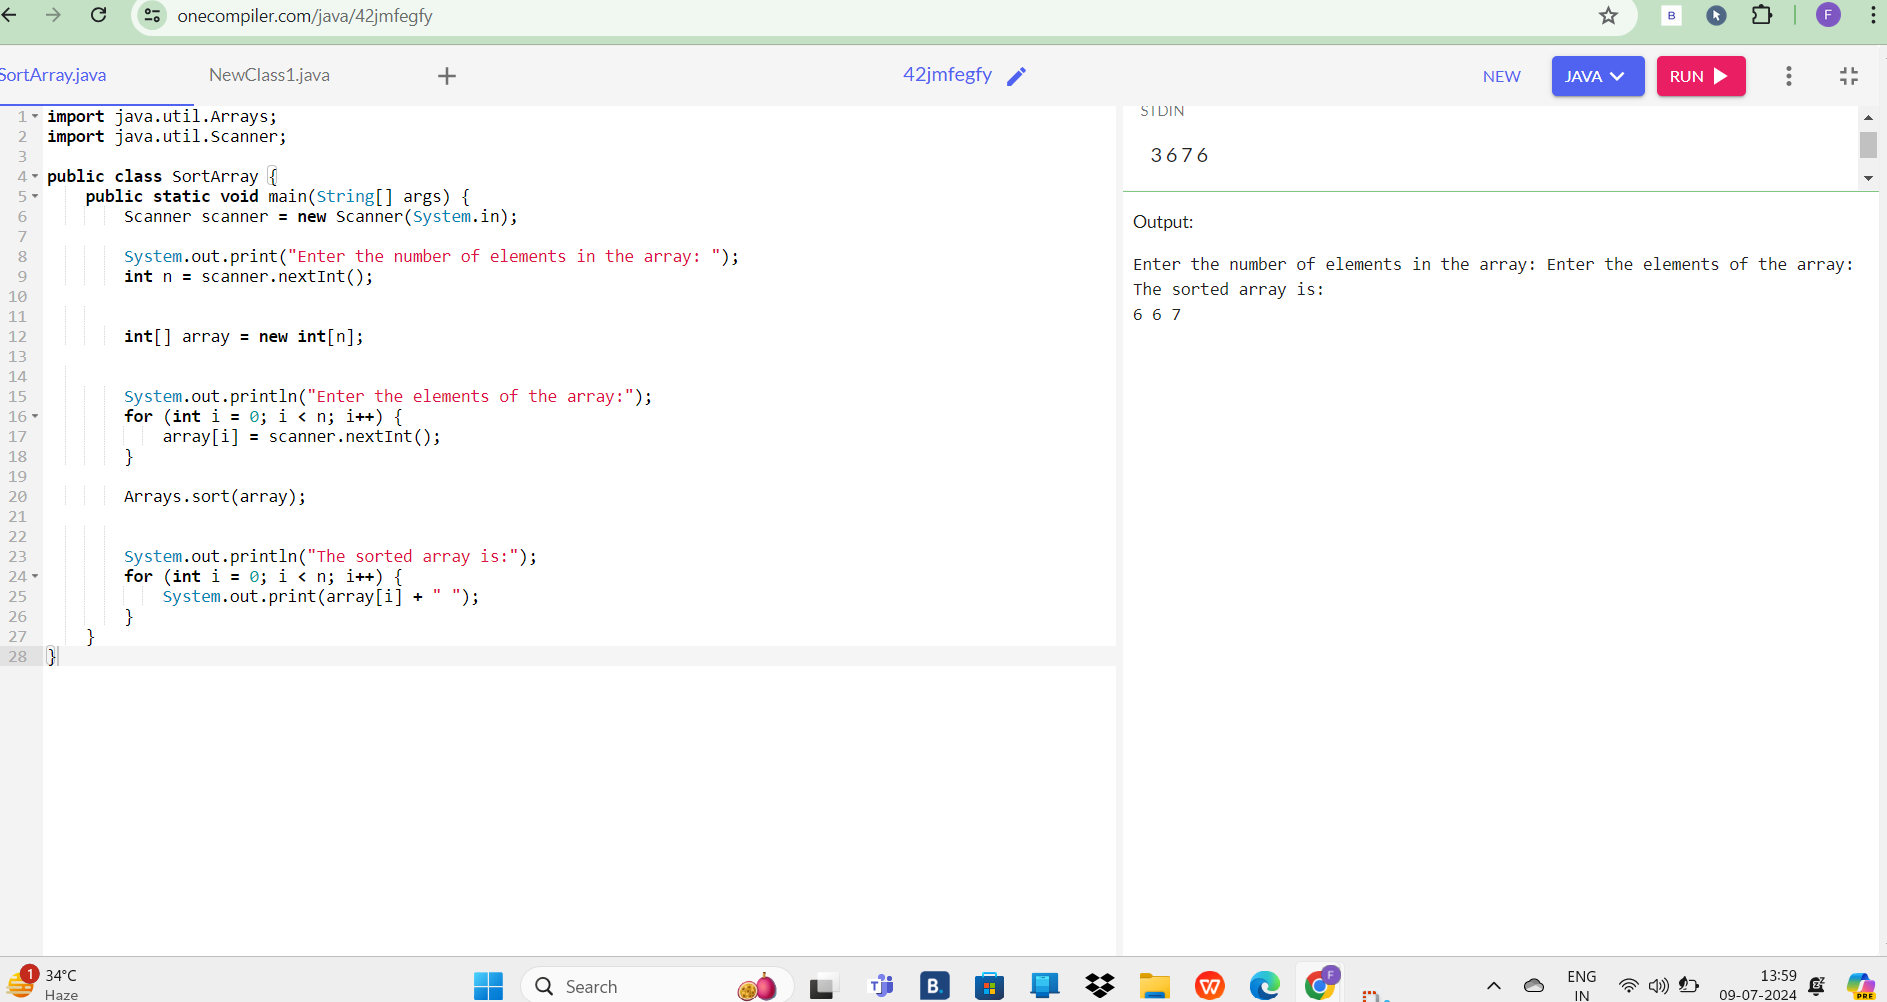 onecompiler.com/java/42jmfegfy
B
F
SortArray.java
NewClass1.java
42jmfegfy
NEW
JAVA
RUN
1 import java.util.Arrays;
2 import java.util.Scanner;
3
4 public class SortArray {
5 public static void main(String[] args) {
6 Scanner scanner = new Scanner(System.in);
7
8 System.out.print("Enter the number of elements in the array: ");
9 int n = scanner.nextInt();
10
11
12 int[] array = new int[n];
13
14
15 System.out.println("Enter the elements of the array:");
16 for (int i = 0; i < n; i++) {
17 array[i] = scanner.nextInt();
18 }
19
20 Arrays.sort(array);
21
22
23 System.out.println("The sorted array is:");
24 for (int i = 0; i < n; i++) {
25 System.out.print(array[i] + " ");
26 }
27 }
28 }
STDIN
3 6 7 6
Output:
Enter the number of elements in the array: Enter the elements of the array:
The sorted array is:
6 6 7
1
34°C
Haze
Search
B.
F
ENG
IN
13:59
09-07-2024
PRE